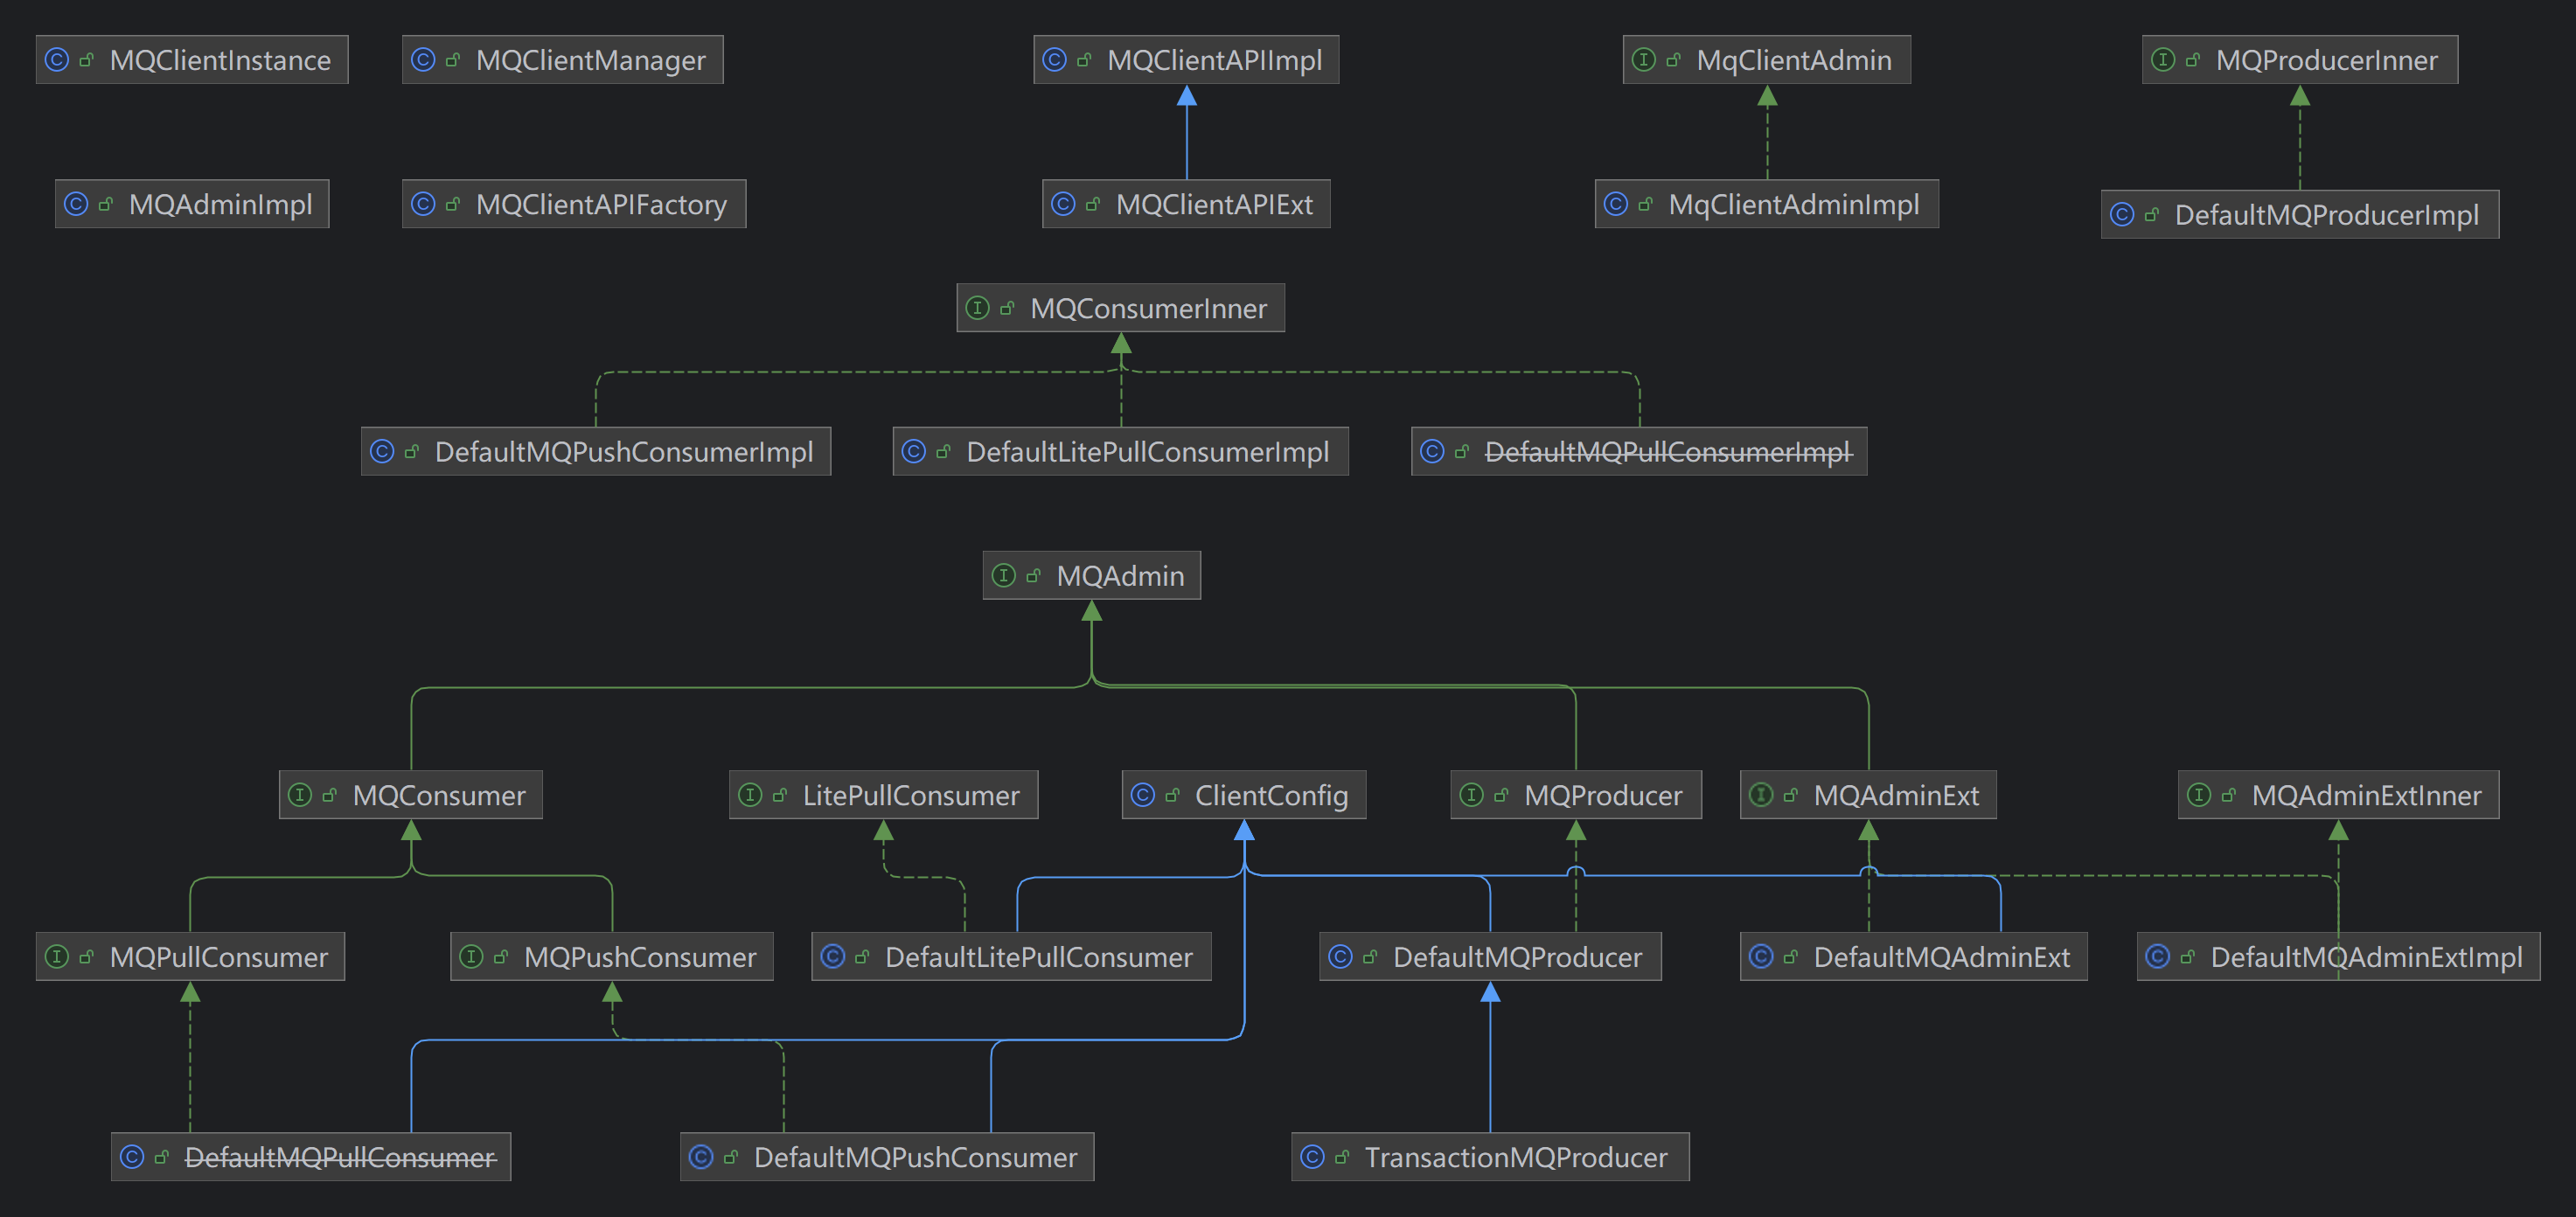 MQClientInstance
MQClientManager
MQClientAPIImpl
MqClientAdmin
MQProducerInner
MQAdminImpl
MQClientAPIFactory
MQClientAPIExt
MqClientAdminImpl
DefaultMQProducerImpl
MQConsumerInner
DefaultMQPushConsumerImpl
DefaultLitePullConsumerImpl
DefaultMQPullConsumerImpl
MQAdmin
MQConsumer
LitePullConsumer
ClientConfig
MQProducer
MQAdminExt
MQAdminExtInner
MQPullConsumer
MQPushConsumer
DefaultLitePullConsumer
DefaultMQProducer
DefaultMQAdminExt
DefaultMQAdminExtImpl
DefaultMQPullConsumer
DefaultMQPushConsumer
TransactionMQProducer